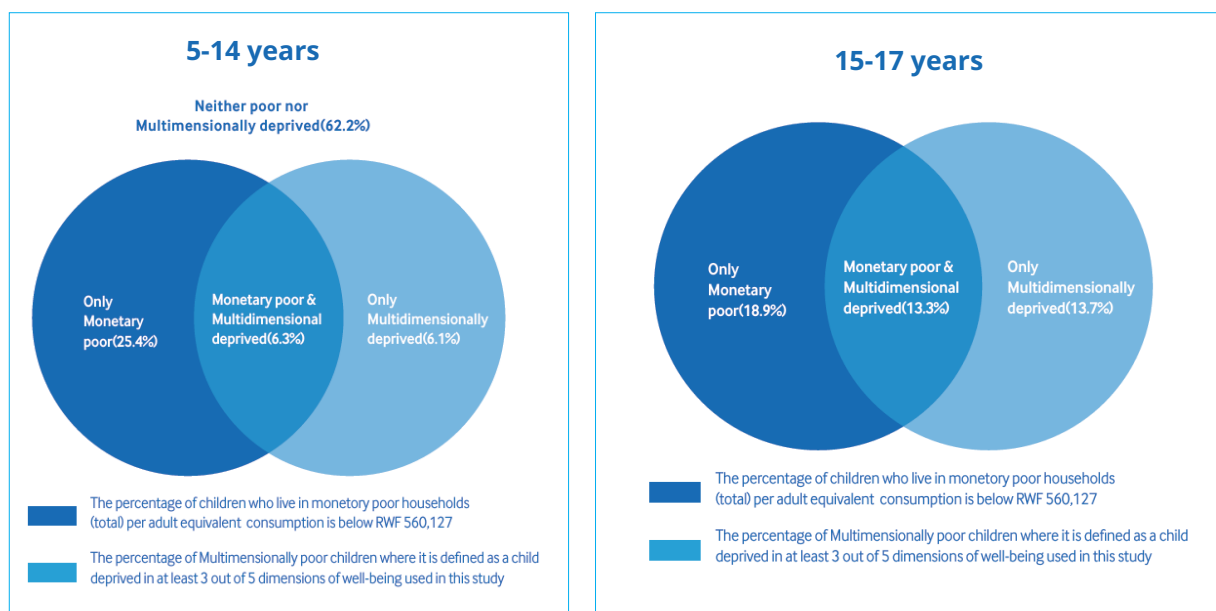 5-14 years
Neither poor nor
Multimensionally deprived(62.2%)
Only
Monetary
poor(25.4%)
Monetary poor &
Multidimensional
deprived(6.3%)
Only
Multidimensionally
deprived(6.1%)
The percentage of children who live in monetory poor households
(total) per adult equivalent consumption is below RWF 560,127
The percentage of Multimensionally poor children where it is defined as a child
deprived in at least 3 out of 5 dimensions of well-being used in this study
15-17 years
Only
Monetary
poor(18.9%)
Monetary poor &
Multidimensional
deprived(13.3%)
Only
Multidimensionally
deprived(13.7%)
The percentage of children who live in monetory poor households
(total) per adult equivalent consumption is below RWF 560,127
The percentage of Multimensionally poor children where it is defined as a child
deprived in at least 3 out of 5 dimensions of well-being used in this study